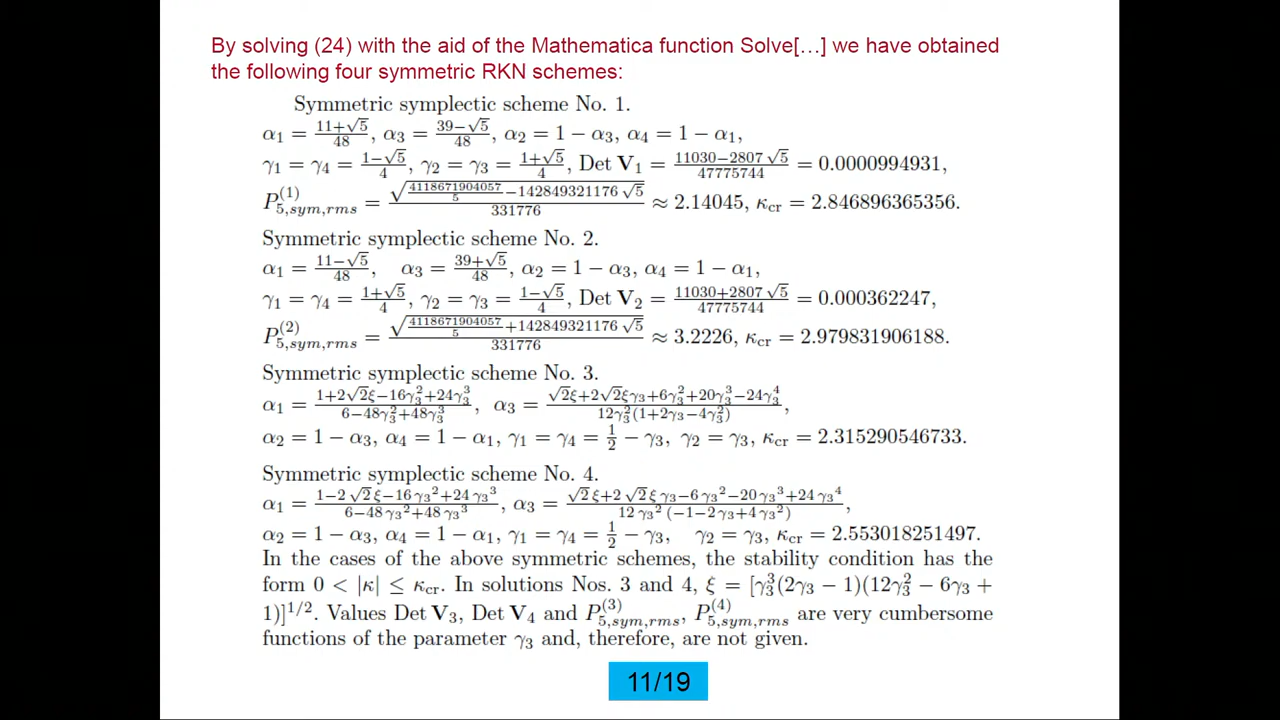 By solving (24) with the aid of the Mathematica function Solve[…] we have obtained
the following four symmetric RKN schemes:
Symmetric symplectic scheme No. 1.
α₁ = (11+√5)/48, α₃ = (39−√5)/48, α₂ = 1 − α₃, α₄ = 1 − α₁,
γ₁ = γ₄ = (1−√5)/4, γ₂ = γ₃ = (1+√5)/4, Det V₁ = (11030−2807√5)/47775744 = 0.0000994931,
P^(1)_{5,sym,rms} = √(4118671904057/5 − 142849321176√5)/331776 ≈ 2.14045, κ_cr = 2.846896365356.
Symmetric symplectic scheme No. 2.
α₁ = (11−√5)/48, α₃ = (39+√5)/48, α₂ = 1 − α₃, α₄ = 1 − α₁,
γ₁ = γ₄ = (1+√5)/4, γ₂ = γ₃ = (1−√5)/4, Det V₂ = (11030+2807√5)/47775744 = 0.000362247,
P^(2)_{5,sym,rms} = √(4118671904057/5 + 142849321176√5)/331776 ≈ 3.2226, κ_cr = 2.979831906188.
Symmetric symplectic scheme No. 3.
α₁ = (1+2√2ξ−16γ₃²+24γ₃³)/(6−48γ₃²+48γ₃³), α₃ = (√2ξ+2√2ξγ₃+6γ₃²+20γ₃³−24γ₃⁴)/(12γ₃²(1+2γ₃−4γ₃²)),
α₂ = 1 − α₃, α₄ = 1 − α₁, γ₁ = γ₄ = 1/2 − γ₃, γ₂ = γ₃, κ_cr = 2.315290546733.
Symmetric symplectic scheme No. 4.
α₁ = (1−2√2ξ−16γ₃²+24γ₃³)/(6−48γ₃²+48γ₃³), α₃ = (√2ξ+2√2ξγ₃−6γ₃²−20γ₃³+24γ₃⁴)/(12γ₃²(−1−2γ₃+4γ₃²)),
α₂ = 1 − α₃, α₄ = 1 − α₁, γ₁ = γ₄ = 1/2 − γ₃, γ₂ = γ₃, κ_cr = 2.553018251497.
In the cases of the above symmetric schemes, the stability condition has the
form 0 < |κ| ≤ κ_cr. In solutions Nos. 3 and 4, ξ = [γ₃³(2γ₃ − 1)(12γ₃² − 6γ₃ +
1)]^{1/2}. Values Det V₃, Det V₄ and P^(3)_{5,sym,rms}, P^(4)_{5,sym,rms} are very cumbersome
functions of the parameter γ₃ and, therefore, are not given.
11/19